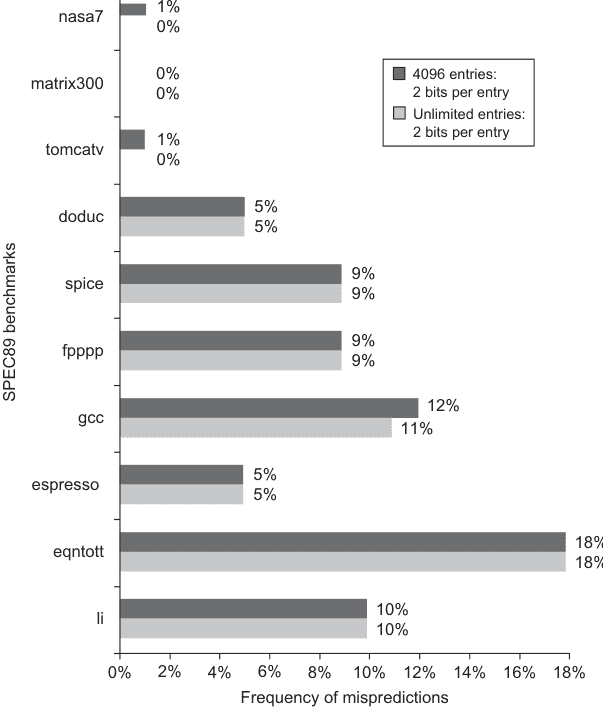 nasa7
1%
0%
matrix300
0%
0%
4096 entries:
2 bits per entry
Unlimited entries:
2 bits per entry
tomcatv
1%
0%
doduc
5%
5%
spice
9%
9%
fpppp
9%
9%
gcc
12%
11%
espresso
5%
5%
eqntott
18%
18%
li
10%
10%
SPEC89 benchmarks
0% 2% 4% 6% 8% 10% 12% 14% 16% 18%
Frequency of mispredictions